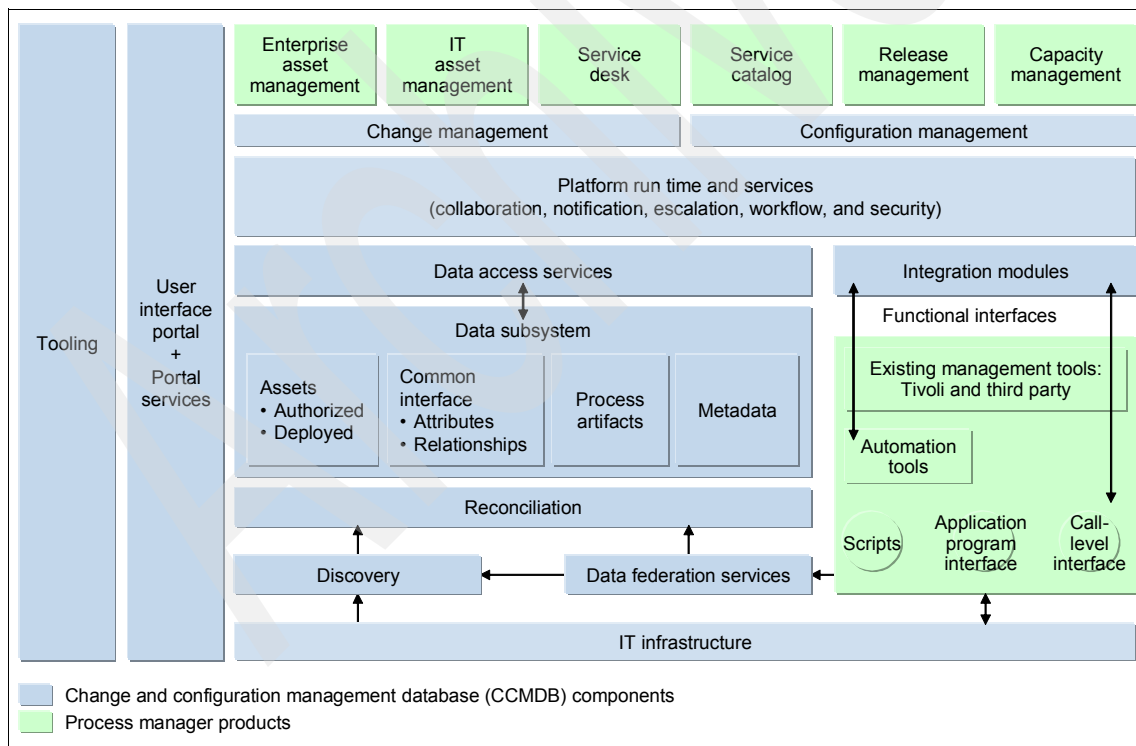 Enterprise
asset
management
IT
asset
management
Service
desk
Service
catalog
Release
management
Capacity
management
Change management
Configuration management
Platform run time and services
(collaboration, notification, escalation, workflow, and security)
Tooling
User
interface
portal
+
Portal
services
Data access services
Integration modules
Data subsystem
Functional interfaces
Assets
• Authorized
• Deployed
Common
interface
• Attributes
• Relationships
Process
artifacts
Metadata
Existing management tools:
Tivoli and third party
Automation
tools
Reconciliation
Scripts
Application
program
interface
Call-
level
interface
Discovery
Data federation services
IT infrastructure
Change and configuration management database (CCMDB) components
Process manager products